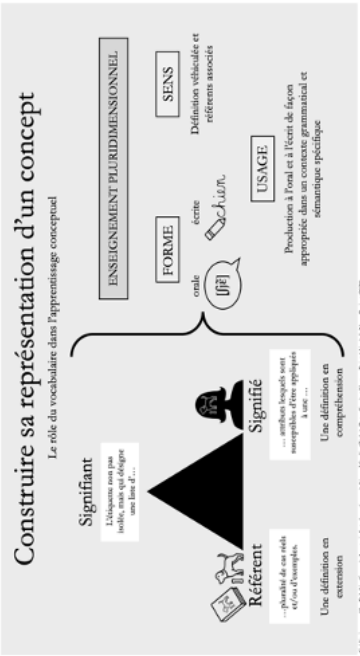 Construire sa représentation d'un concept
Le rôle du vocabulaire dans l'apprentissage conceptuel
Signifiant
L'étiquette non pas
isolée, mais qui désigne
une liste d'…
Référent
…pluralité de cas réels
et/ou d'exemples.
Une définition en
extension
Signifié
… attributs lesquels sont
susceptibles d'être appliqués
à une …
Une définition en
compréhension
ENSEIGNEMENT PLURIDIMENSIONNEL
FORME
orale
écrite
chien
SENS
Définition véhiculée et
référents associés
USAGE
Production à l'oral et à l'écrit de façon
appropriée dans un contexte grammatical et
sémantique spécifique